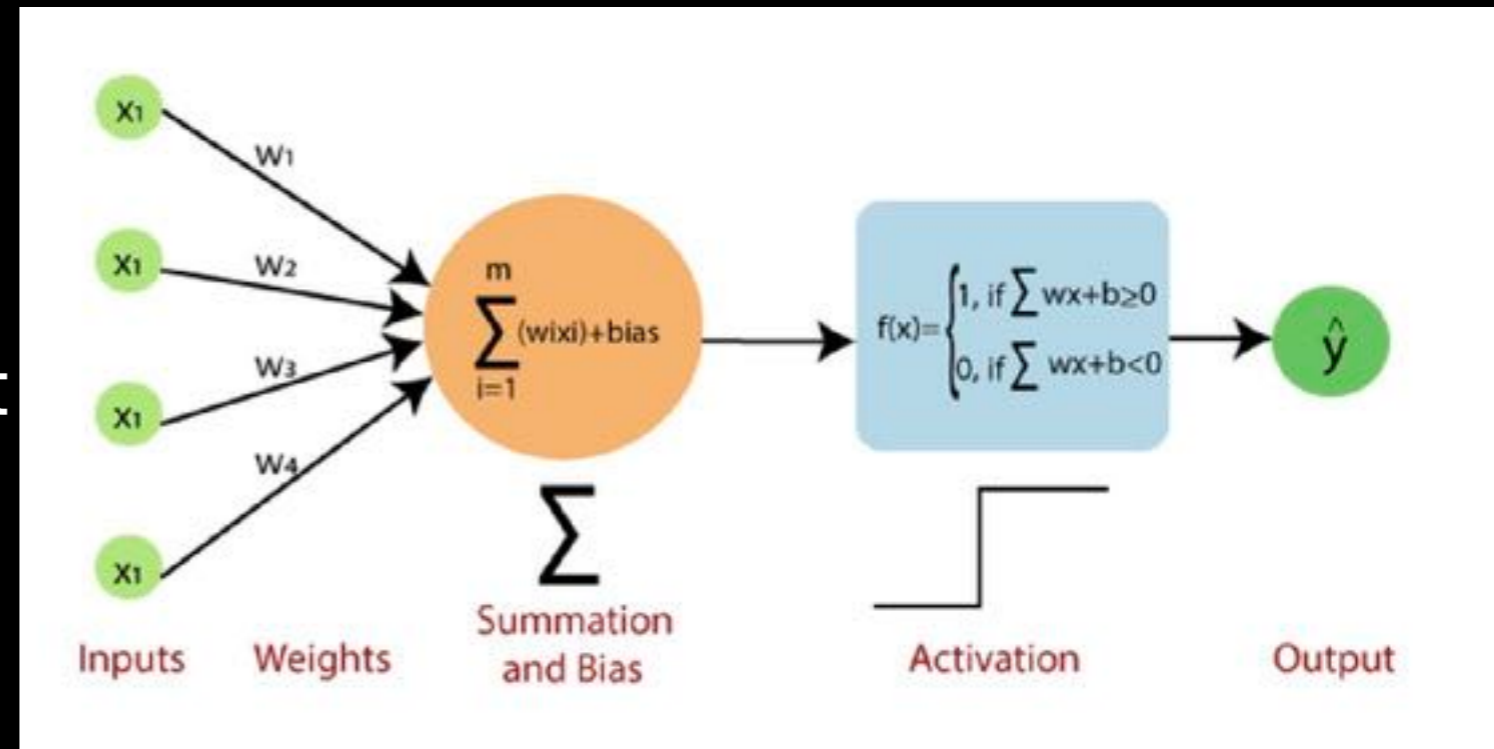 x1
w1
x1
w2
x1
w3
x1
w4
m
∑(wixi)+bias
i=1
f(x)={1, if ∑ wx+b≥0
0, if ∑ wx+b<0
ŷ
∑
Inputs
Weights
Summation
and Bias
Activation
Output